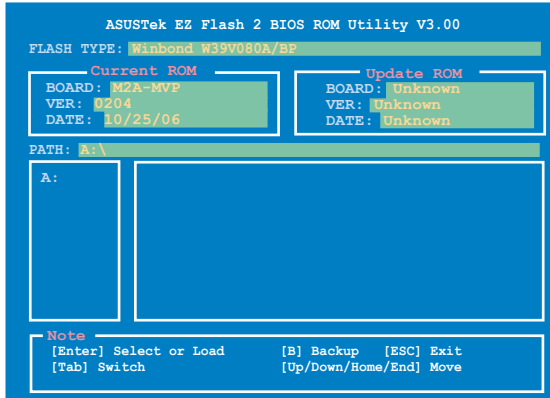 ASUSTek EZ Flash 2 BIOS ROM Utility V3.00
FLASH TYPE: Winbond W39V080A/BP
Current ROM
BOARD: M2A-MVP
VER: 0204
DATE: 10/25/06
Update ROM
BOARD: Unknown
VER: Unknown
DATE: Unknown
PATH: A:\
A:
Note
[Enter] Select or Load [B] Backup [ESC] Exit
[Tab] Switch [Up/Down/Home/End] Move